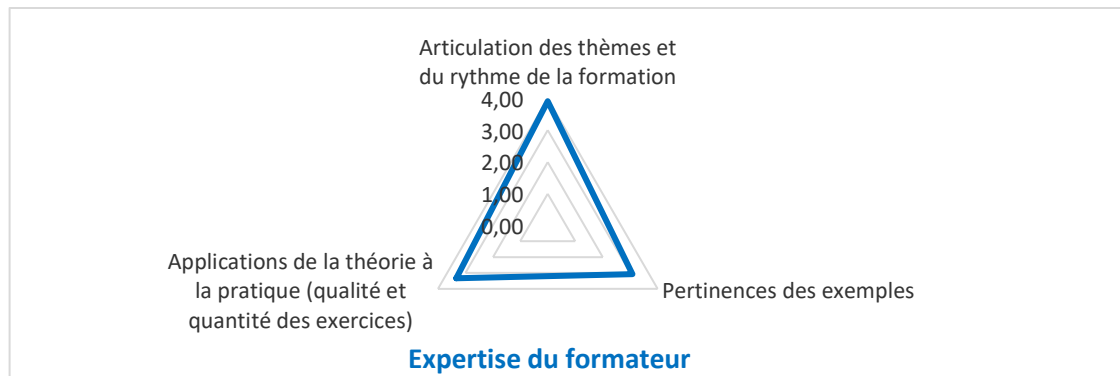 Articulation des thèmes et
du rythme de la formation
4,00
3,00
2,00
1,00
0,00
Applications de la théorie à
la pratique (qualité et
quantité des exercices)
Pertinences des exemples
Expertise du formateur